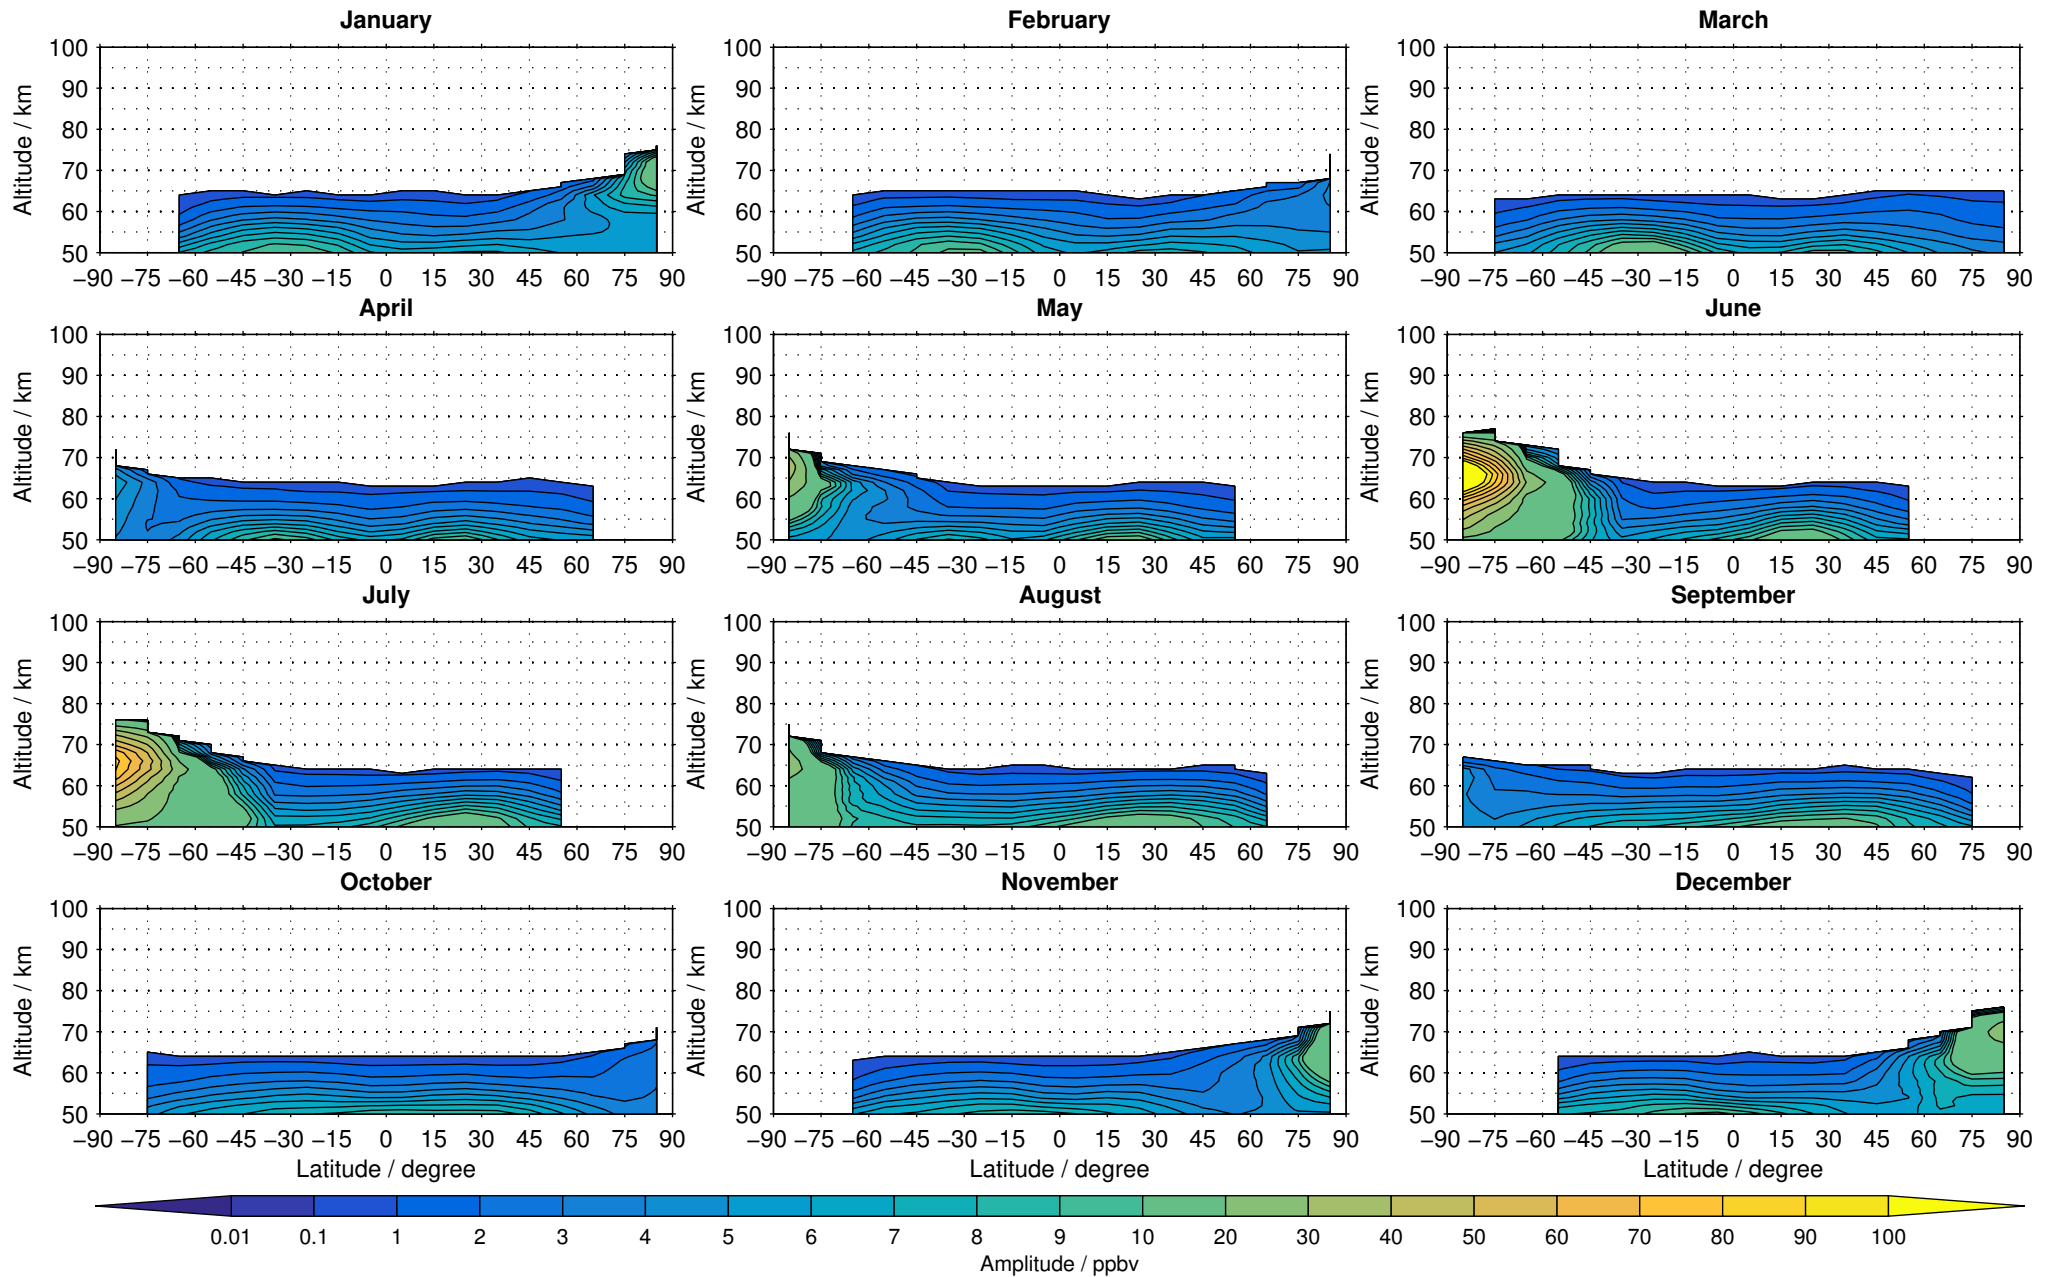 January February March
100 100 100
90 90 90
80 80 80
70 70 70
60 60 60
50 50 50
Altitude / km Altitude / km Altitude / km
−90 −75 −60 −45 −30 −15 0 15 30 45 60 75 90 −90 −75 −60 −45 −30 −15 0 15 30 45 60 75 90 −90 −75 −60 −45 −30 −15 0 15 30 45 60 75 90
April May June
100 100 100
90 90 90
80 80 80
70 70 70
60 60 60
50 50 50
Altitude / km Altitude / km Altitude / km
−90 −75 −60 −45 −30 −15 0 15 30 45 60 75 90 −90 −75 −60 −45 −30 −15 0 15 30 45 60 75 90 −90 −75 −60 −45 −30 −15 0 15 30 45 60 75 90
July August September
100 100 100
90 90 90
80 80 80
70 70 70
60 60 60
50 50 50
Altitude / km Altitude / km Altitude / km
−90 −75 −60 −45 −30 −15 0 15 30 45 60 75 90 −90 −75 −60 −45 −30 −15 0 15 30 45 60 75 90 −90 −75 −60 −45 −30 −15 0 15 30 45 60 75 90
October November December
100 100 100
90 90 90
80 80 80
70 70 70
60 60 60
50 50 50
Altitude / km Altitude / km Altitude / km
−90 −75 −60 −45 −30 −15 0 15 30 45 60 75 90 −90 −75 −60 −45 −30 −15 0 15 30 45 60 75 90 −90 −75 −60 −45 −30 −15 0 15 30 45 60 75 90
Latitude / degree Latitude / degree Latitude / degree
0.01 0.1 1 2 3 4 5 6 7 8 9 10 20 30 40 50 60 70 80 90 100
Amplitude / ppbv